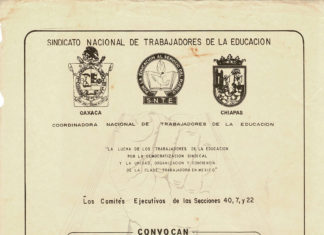 SINDICATO NACIONAL DE TRABAJADORES DE LA EDUCACION
S·N·T·E
OAXACA
CHIAPAS
COORDINADORA NACIONAL DE TRABAJADORES DE LA EDUCACION
"LA LUCHA DE LOS TRABAJADORES DE LA EDUCACION
POR LA DEMOCRATIZACION SINDICAL
Y LA UNIDAD, ORGANIZACION Y CONCIENCIA
DE LA CLASE TRABAJADORA EN MEXICO"
Los Comités Ejecutivos de las Secciones 40, 7, y 22
CONVOCAN